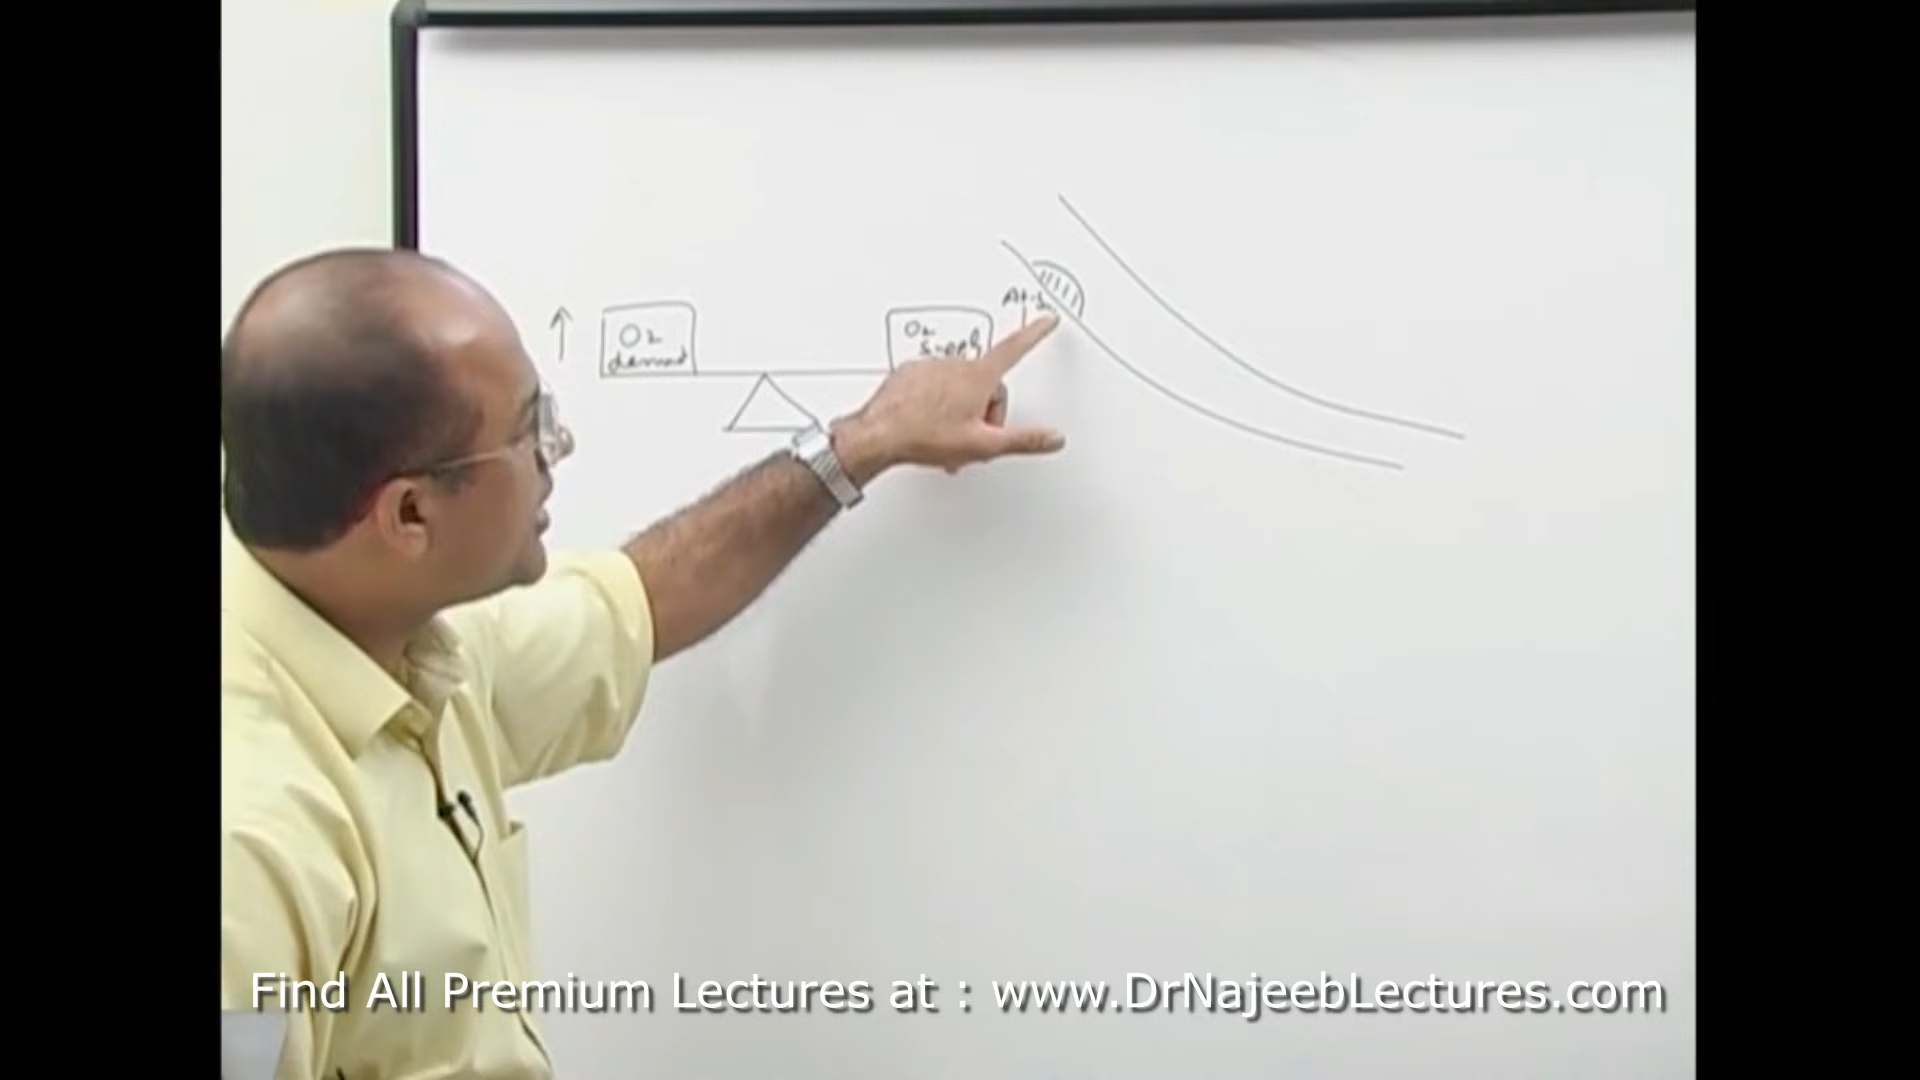 O₂
demand
O₂
supply
Find All Premium Lectures at : www.DrNajeebLectures.com